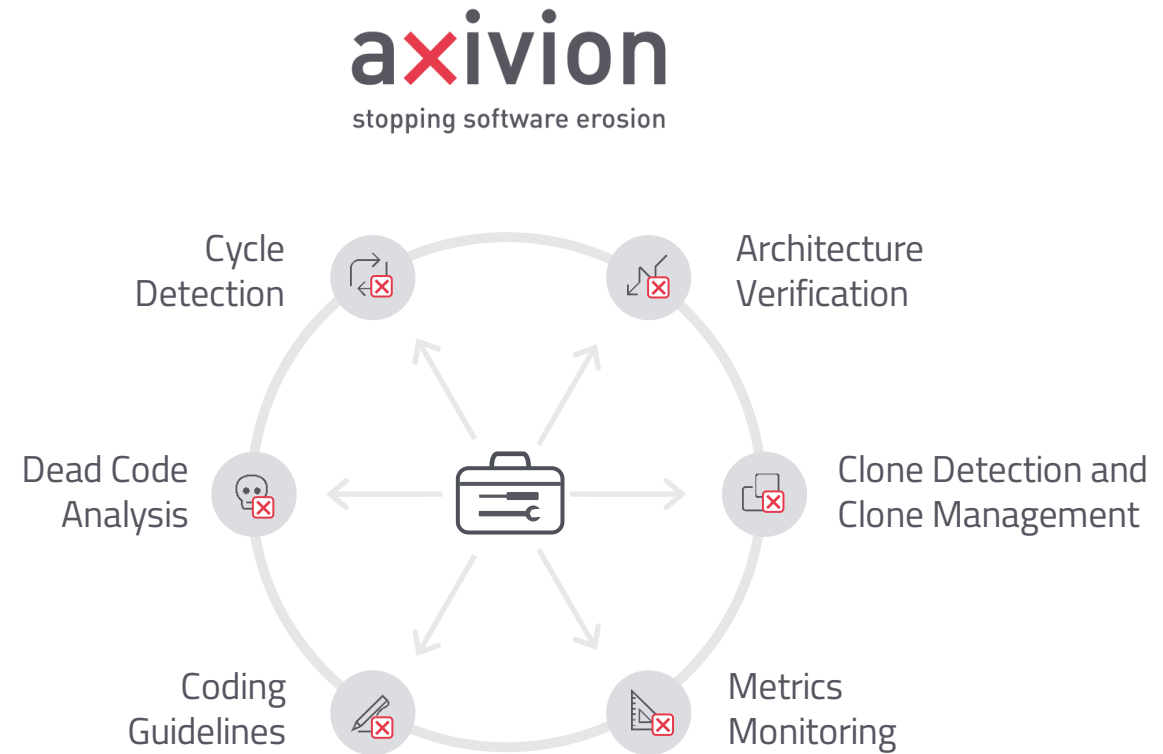 axivion
stopping software erosion
Cycle
Detection
Architecture
Verification
Dead Code
Analysis
Clone Detection and
Clone Management
Coding
Guidelines
Metrics
Monitoring